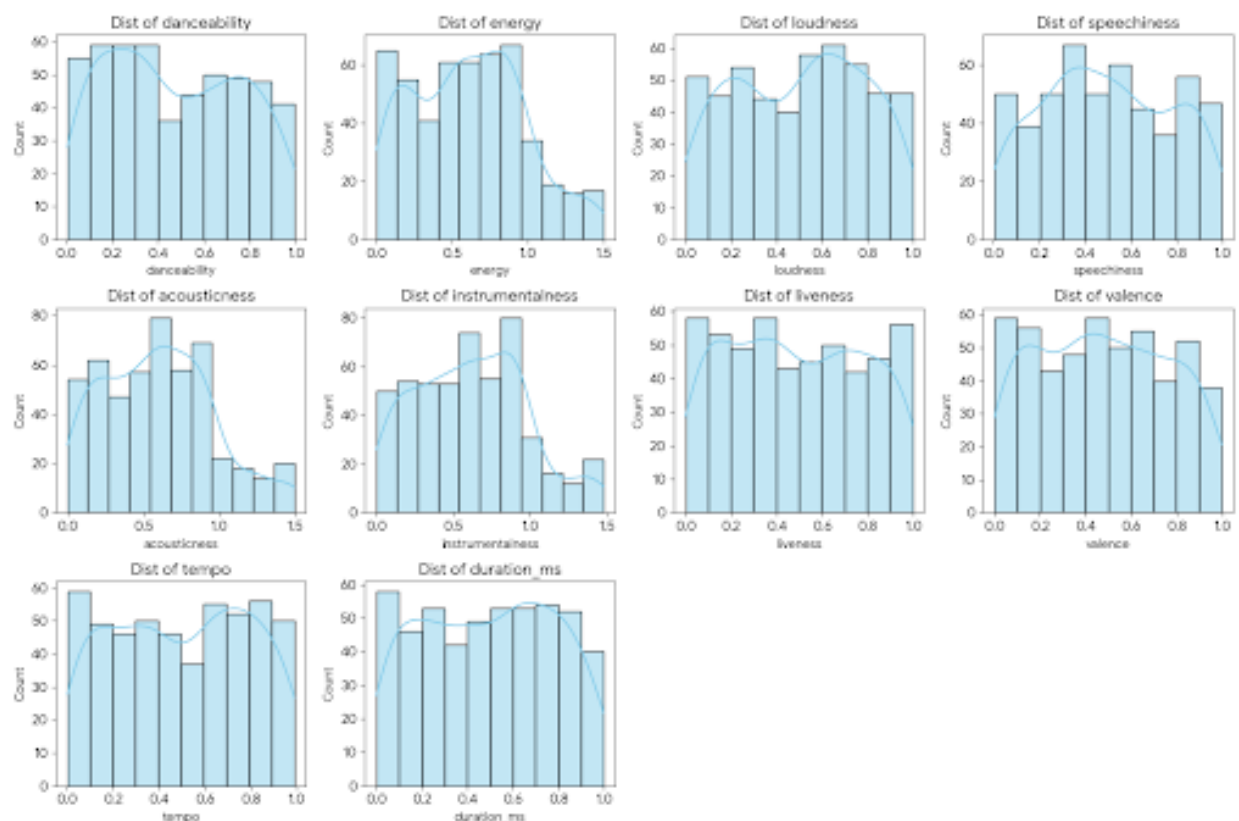 Dist of danceability
60
50
40
30
20
10
0
Count
0.0 0.2 0.4 0.6 0.8 1.0
danceability
Dist of energy
60
40
20
0
Count
0.0 0.5 1.0 1.5
energy
Dist of loudness
60
50
40
30
20
10
0
Count
0.0 0.2 0.4 0.6 0.8 1.0
loudness
Dist of speechiness
60
40
20
0
Count
0.0 0.2 0.4 0.6 0.8 1.0
speechiness
Dist of acousticness
80
60
40
20
0
Count
0.0 0.5 1.0 1.5
acousticness
Dist of instrumentalness
80
60
40
20
0
Count
0.0 0.5 1.0 1.5
instrumentalness
Dist of liveness
60
50
40
30
20
10
0
Count
0.0 0.2 0.4 0.6 0.8 1.0
liveness
Dist of valence
60
50
40
30
20
10
0
Count
0.0 0.2 0.4 0.6 0.8 1.0
valence
Dist of tempo
60
50
40
30
20
10
0
Count
0.0 0.2 0.4 0.6 0.8 1.0
tempo
Dist of duration_ms
60
50
40
30
20
10
0
Count
0.0 0.2 0.4 0.6 0.8 1.0
duration_ms